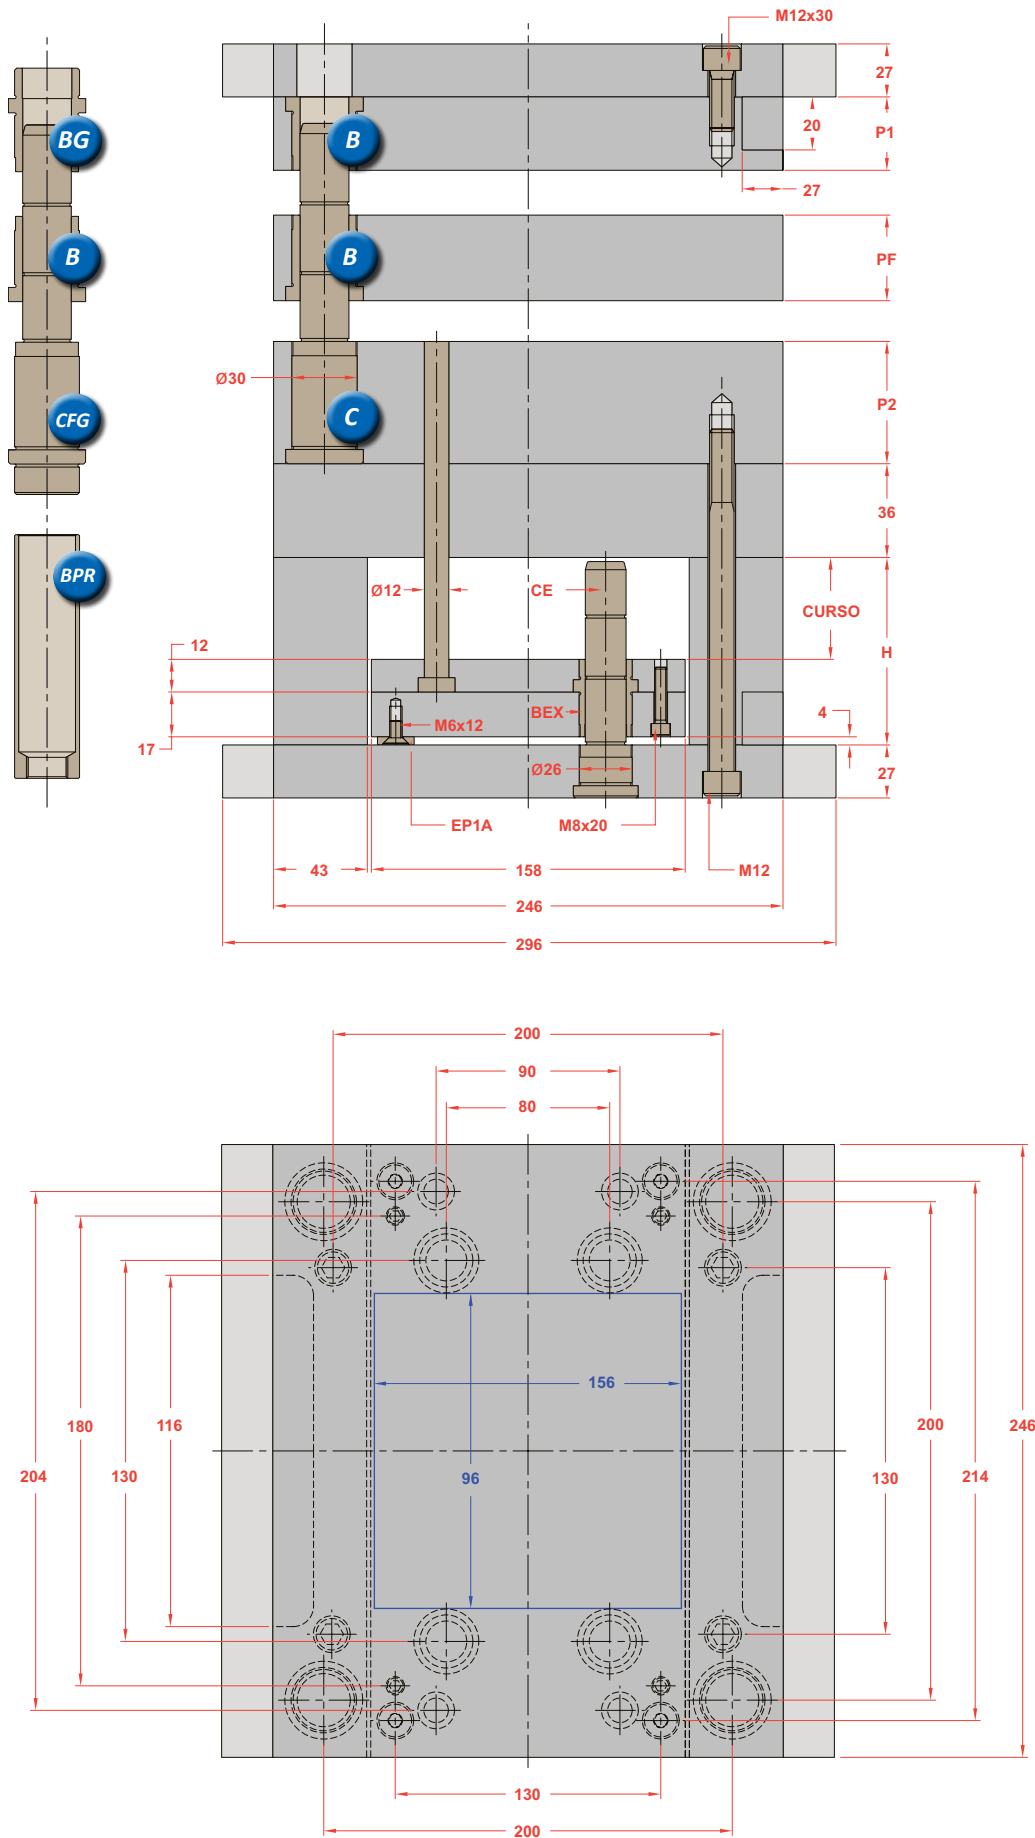 M12x30
27
20
P1
27
BG
B
B
B
PF
Ø30
CFG
C
P2
36
BPR
Ø12
CE
CURSO
12
H
BEX
4
M6x12
17
Ø26
27
EP1A
M8x20
43
158
M12
246
296
200
90
80
156
180
116
200
246
204
130
96
130
214
130
200